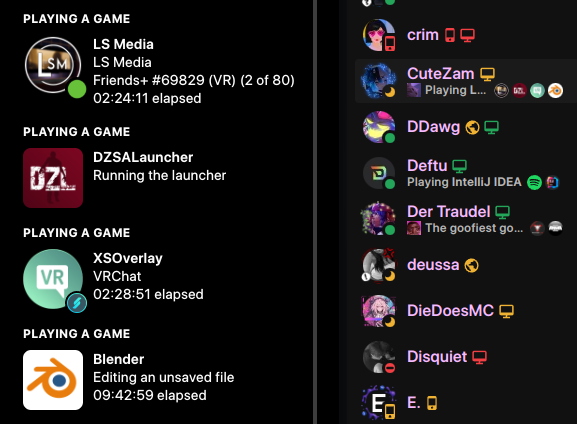 PLAYING A GAME
LSM
LS Media
LS Media
Friends+ #69829 (VR) (2 of 80)
02:24:11 elapsed
PLAYING A GAME
DZL
DZSALauncher
Running the launcher
PLAYING A GAME
VR
XSOverlay
VRChat
02:28:51 elapsed
PLAYING A GAME
Blender
Editing an unsaved file
09:42:59 elapsed
crim
CuteZam
Playing L...
DDawg
Deftu
Playing IntelliJ IDEA
Der Traudel
The goofiest go...
deussa
DieDoesMC
Disquiet
E
E.